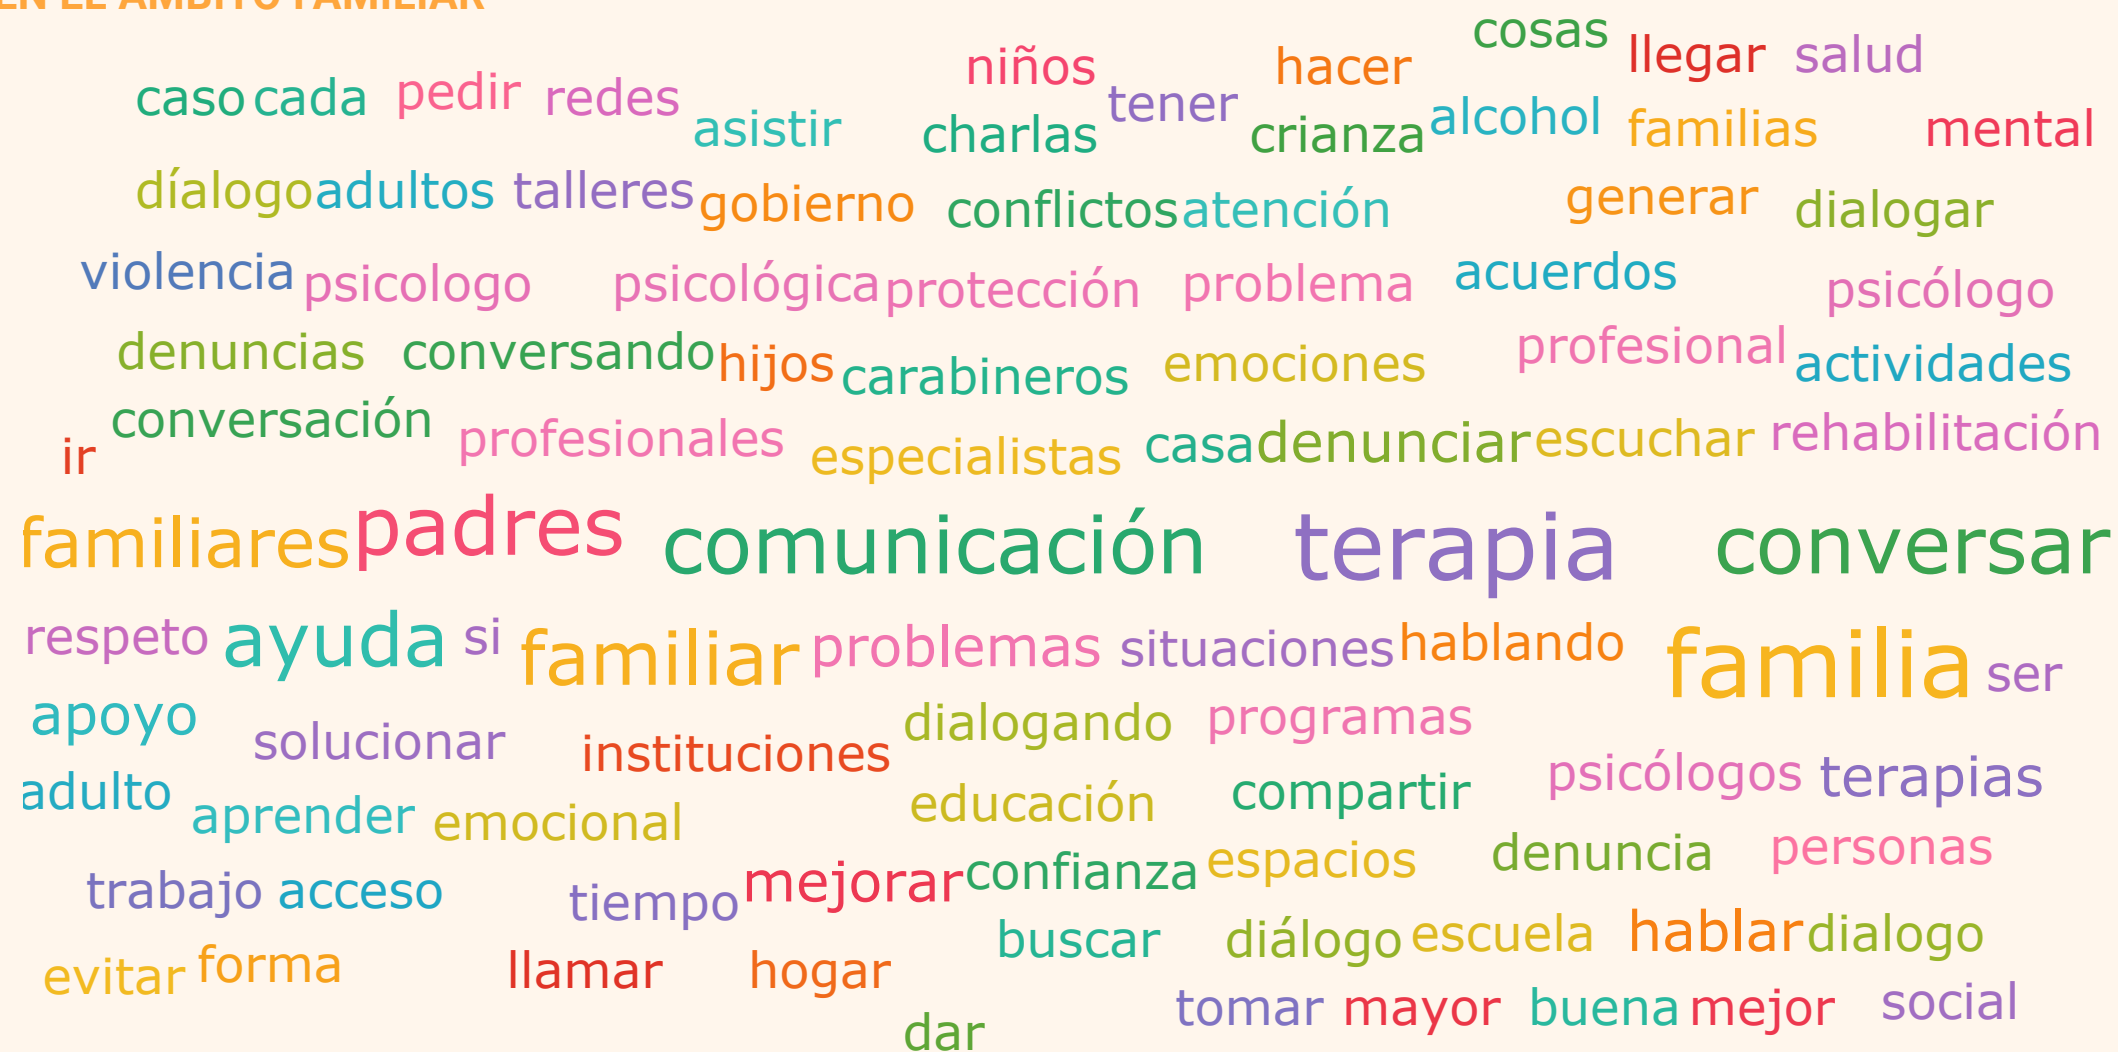 EN EL ÁMBITO FAMILIAR
cosas
niños hacer llegar salud
caso cada pedir redes tener
asistir charlas crianza alcohol familias mental
díalogo adultos talleres gobierno conflictos atención generar dialogar
violencia psicologo psicológica protección problema acuerdos psicólogo
denuncias conversando hijos carabineros emociones profesional actividades
conversación profesionales especialistas casa denunciar escuchar rehabilitación
ir
familiares padres comunicación terapia conversar
respeto ayuda si familiar problemas situaciones hablando familia ser
apoyo solucionar instituciones dialogando programas
adulto aprender emocional educación compartir psicólogos terapias
trabajo acceso tiempo mejorar confianza espacios denuncia personas
evitar forma llamar hogar buscar diálogo escuela hablar dialogo
dar tomar mayor buena mejor social